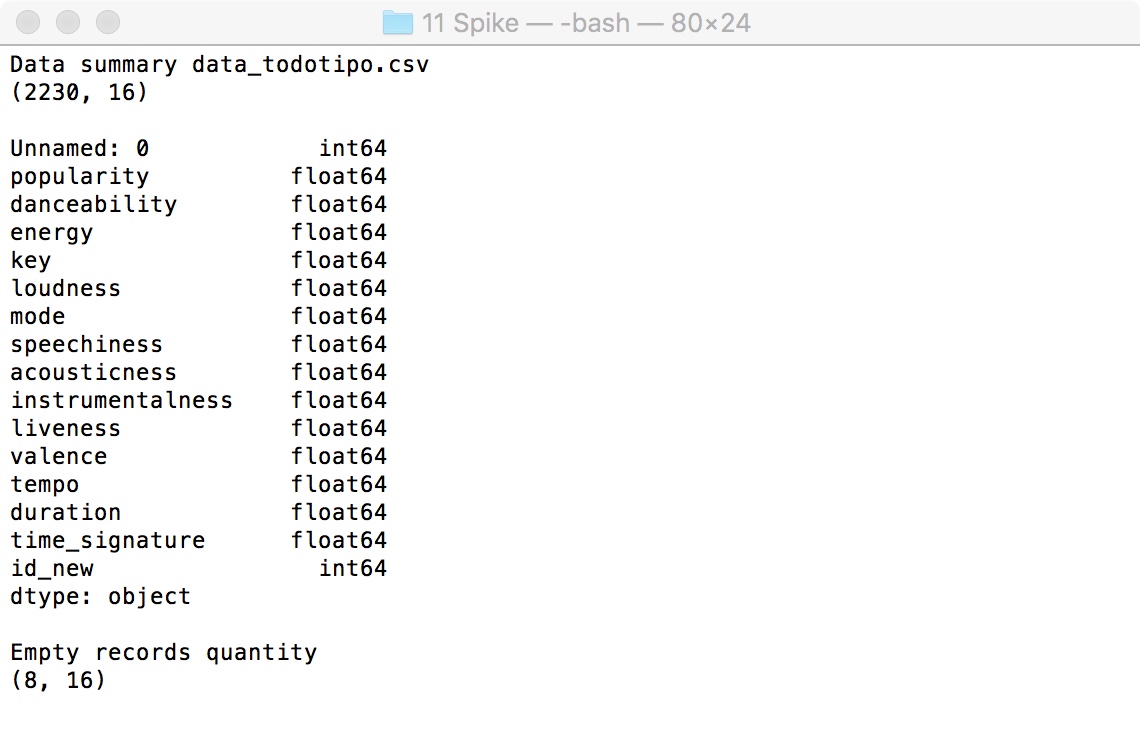 11 Spike — -bash — 80×24
Data summary data_todotipo.csv
(2230, 16)
Unnamed: 0 int64
popularity float64
danceability float64
energy float64
key float64
loudness float64
mode float64
speechiness float64
acousticness float64
instrumentalness float64
liveness float64
valence float64
tempo float64
duration float64
time_signature float64
id_new int64
dtype: object
Empty records quantity
(8, 16)